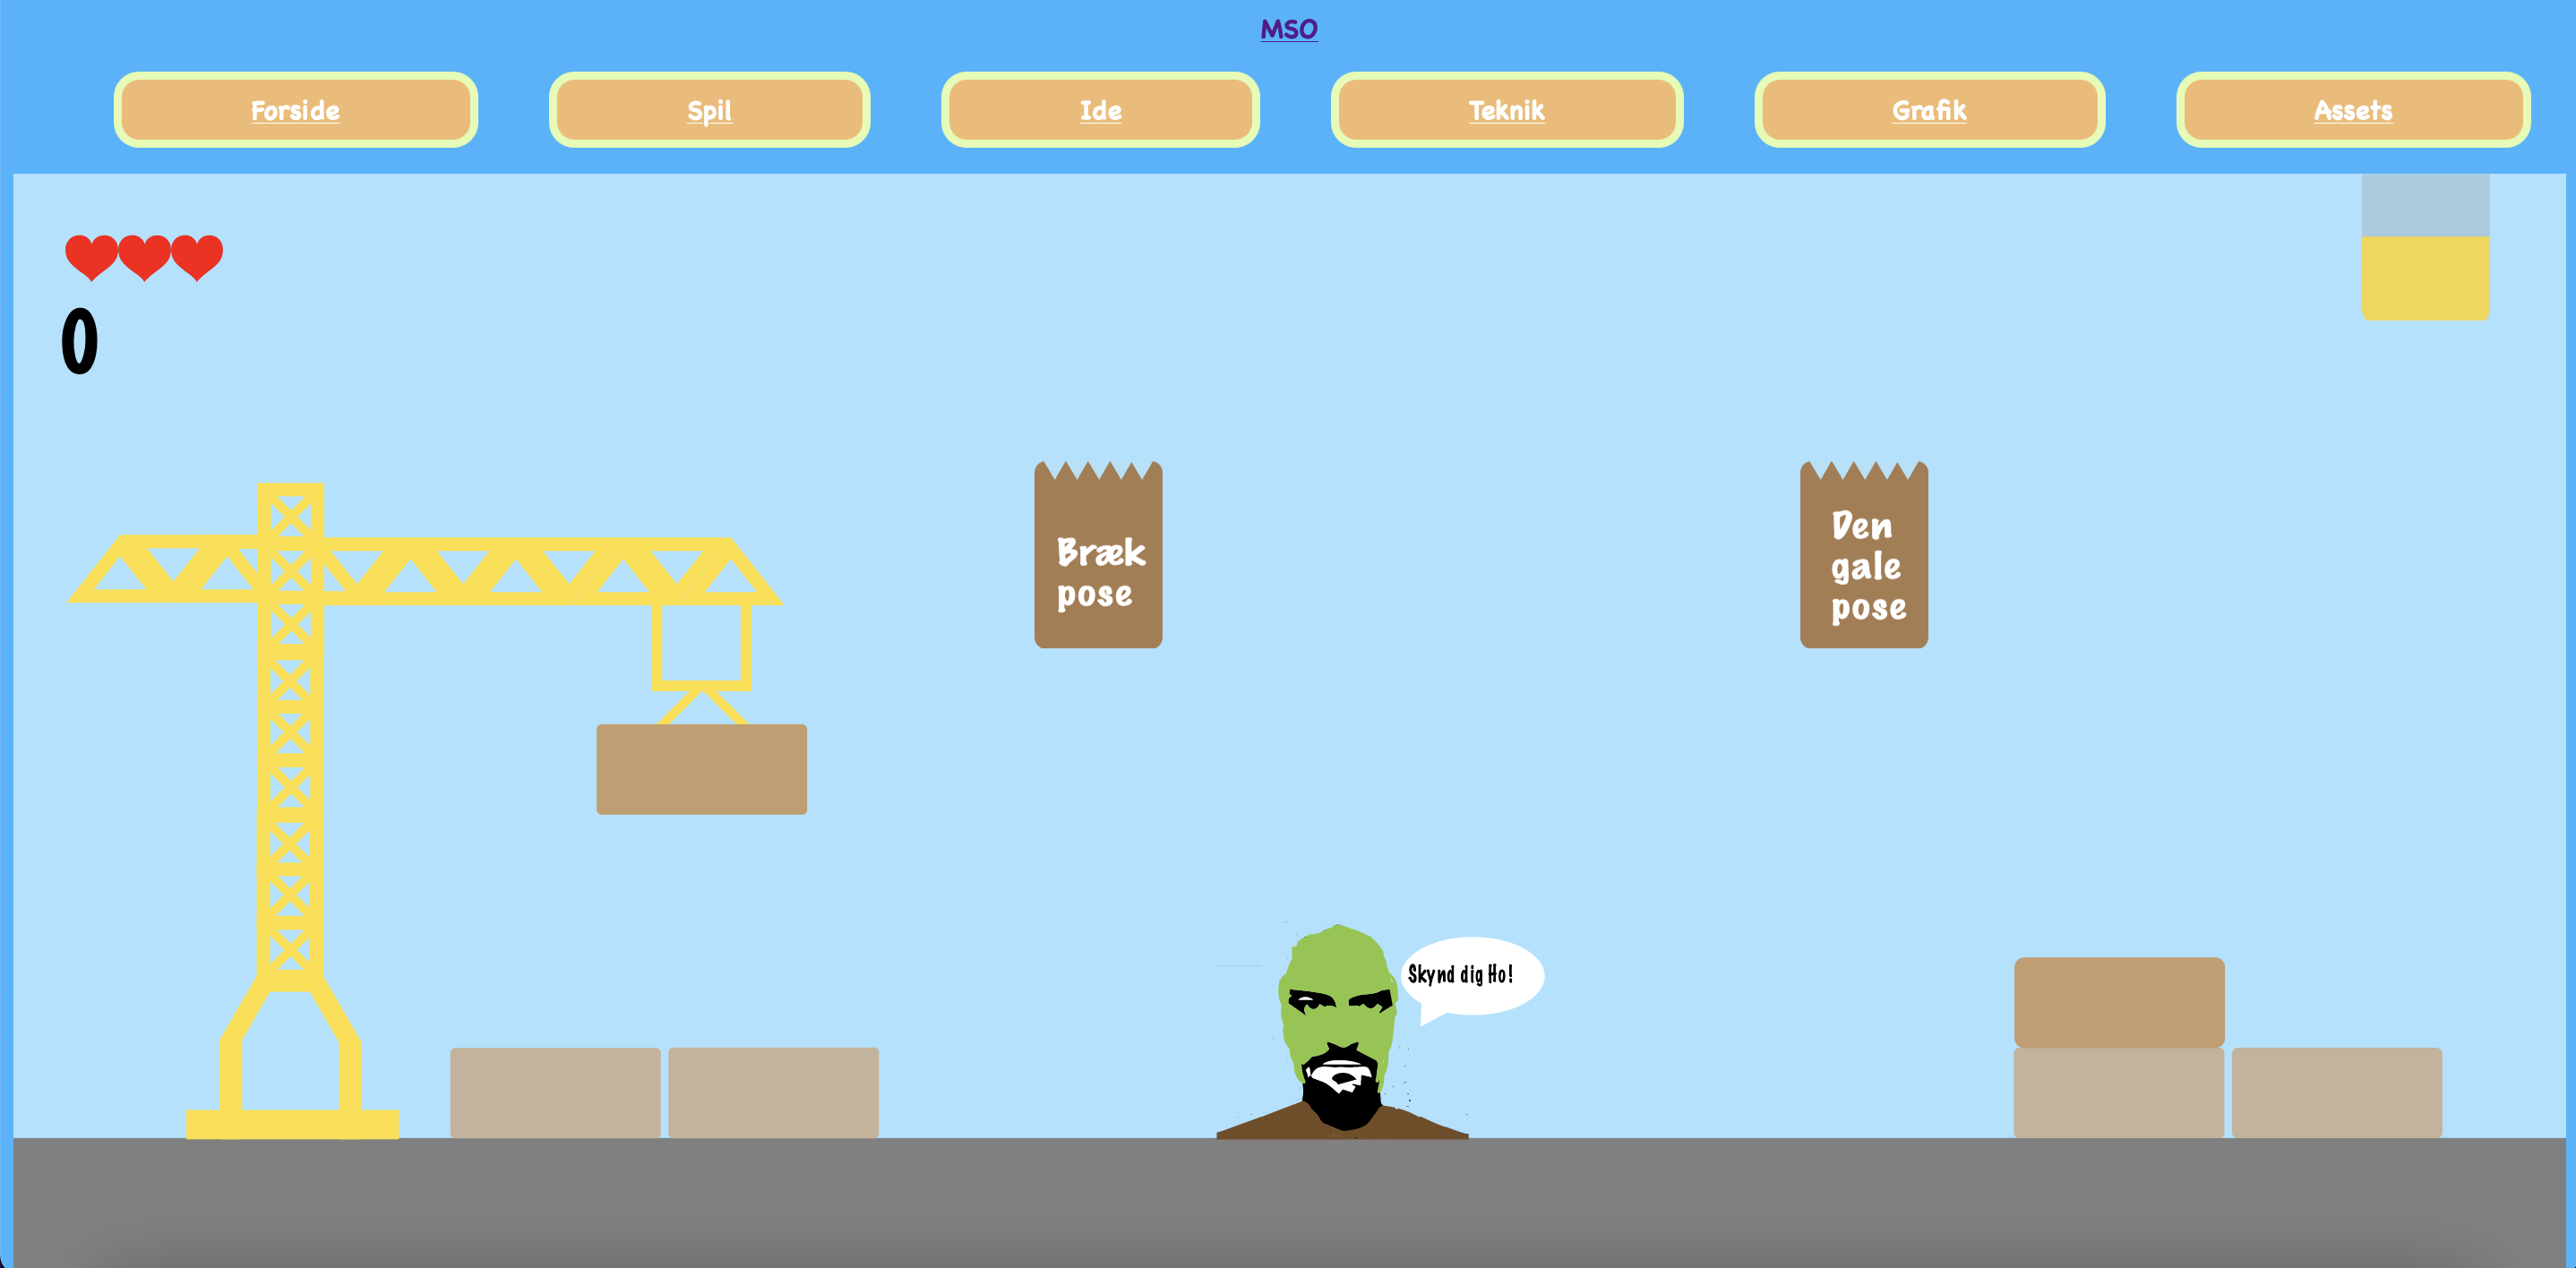 MSO
Forside
Spil
Ide
Teknik
Grafik
Assets
0
Bræk
pose
Den
gale
pose
Skynd dig Ho!